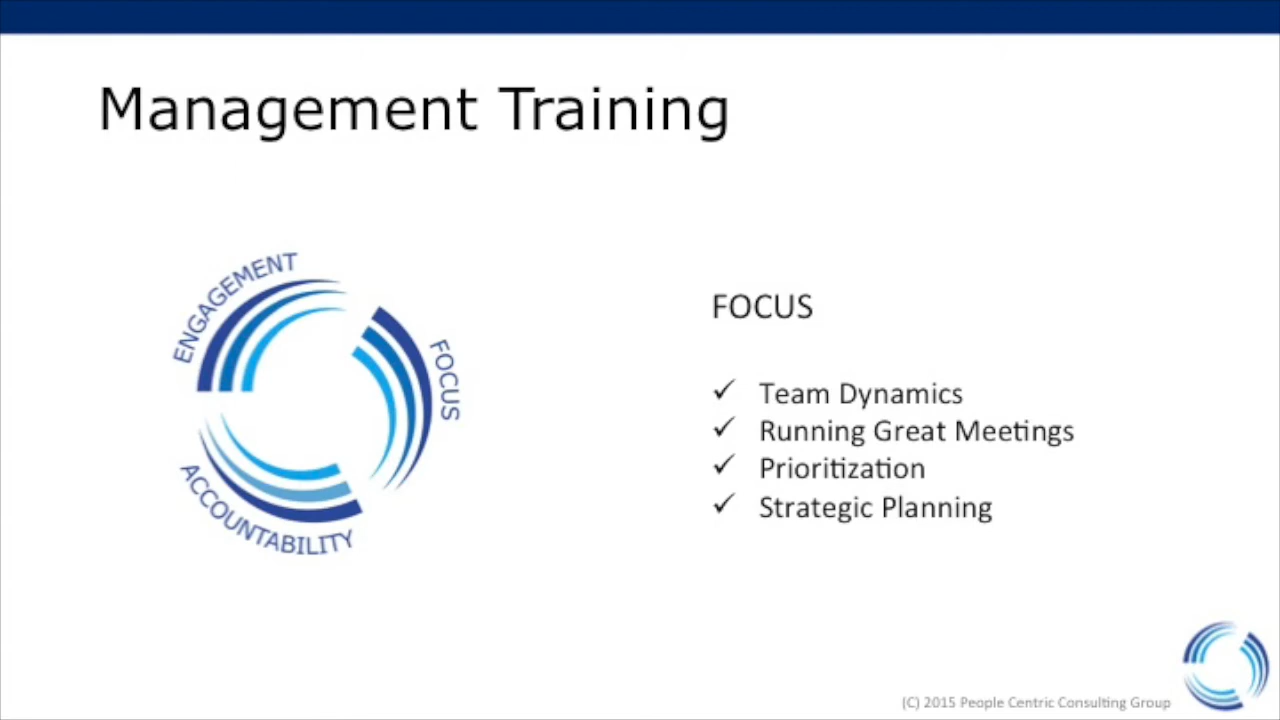 Management Training
ENGAGEMENT
FOCUS
ACCOUNTABILITY
FOCUS
✓ Team Dynamics
✓ Running Great Meetings
✓ Prioritization
✓ Strategic Planning
(C) 2015 People Centric Consulting Group